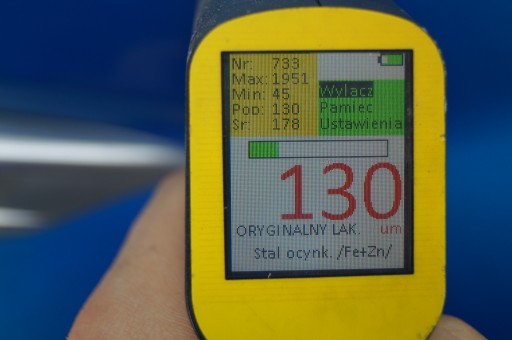 Nr: 733
Max: 1951
Min: 45
Pop: 130
Sr: 178
Wylacz
Pamiec
Ustawienia
130
ORYGINALNY LAK. um
Stal ocynk. /Fe+Zn/